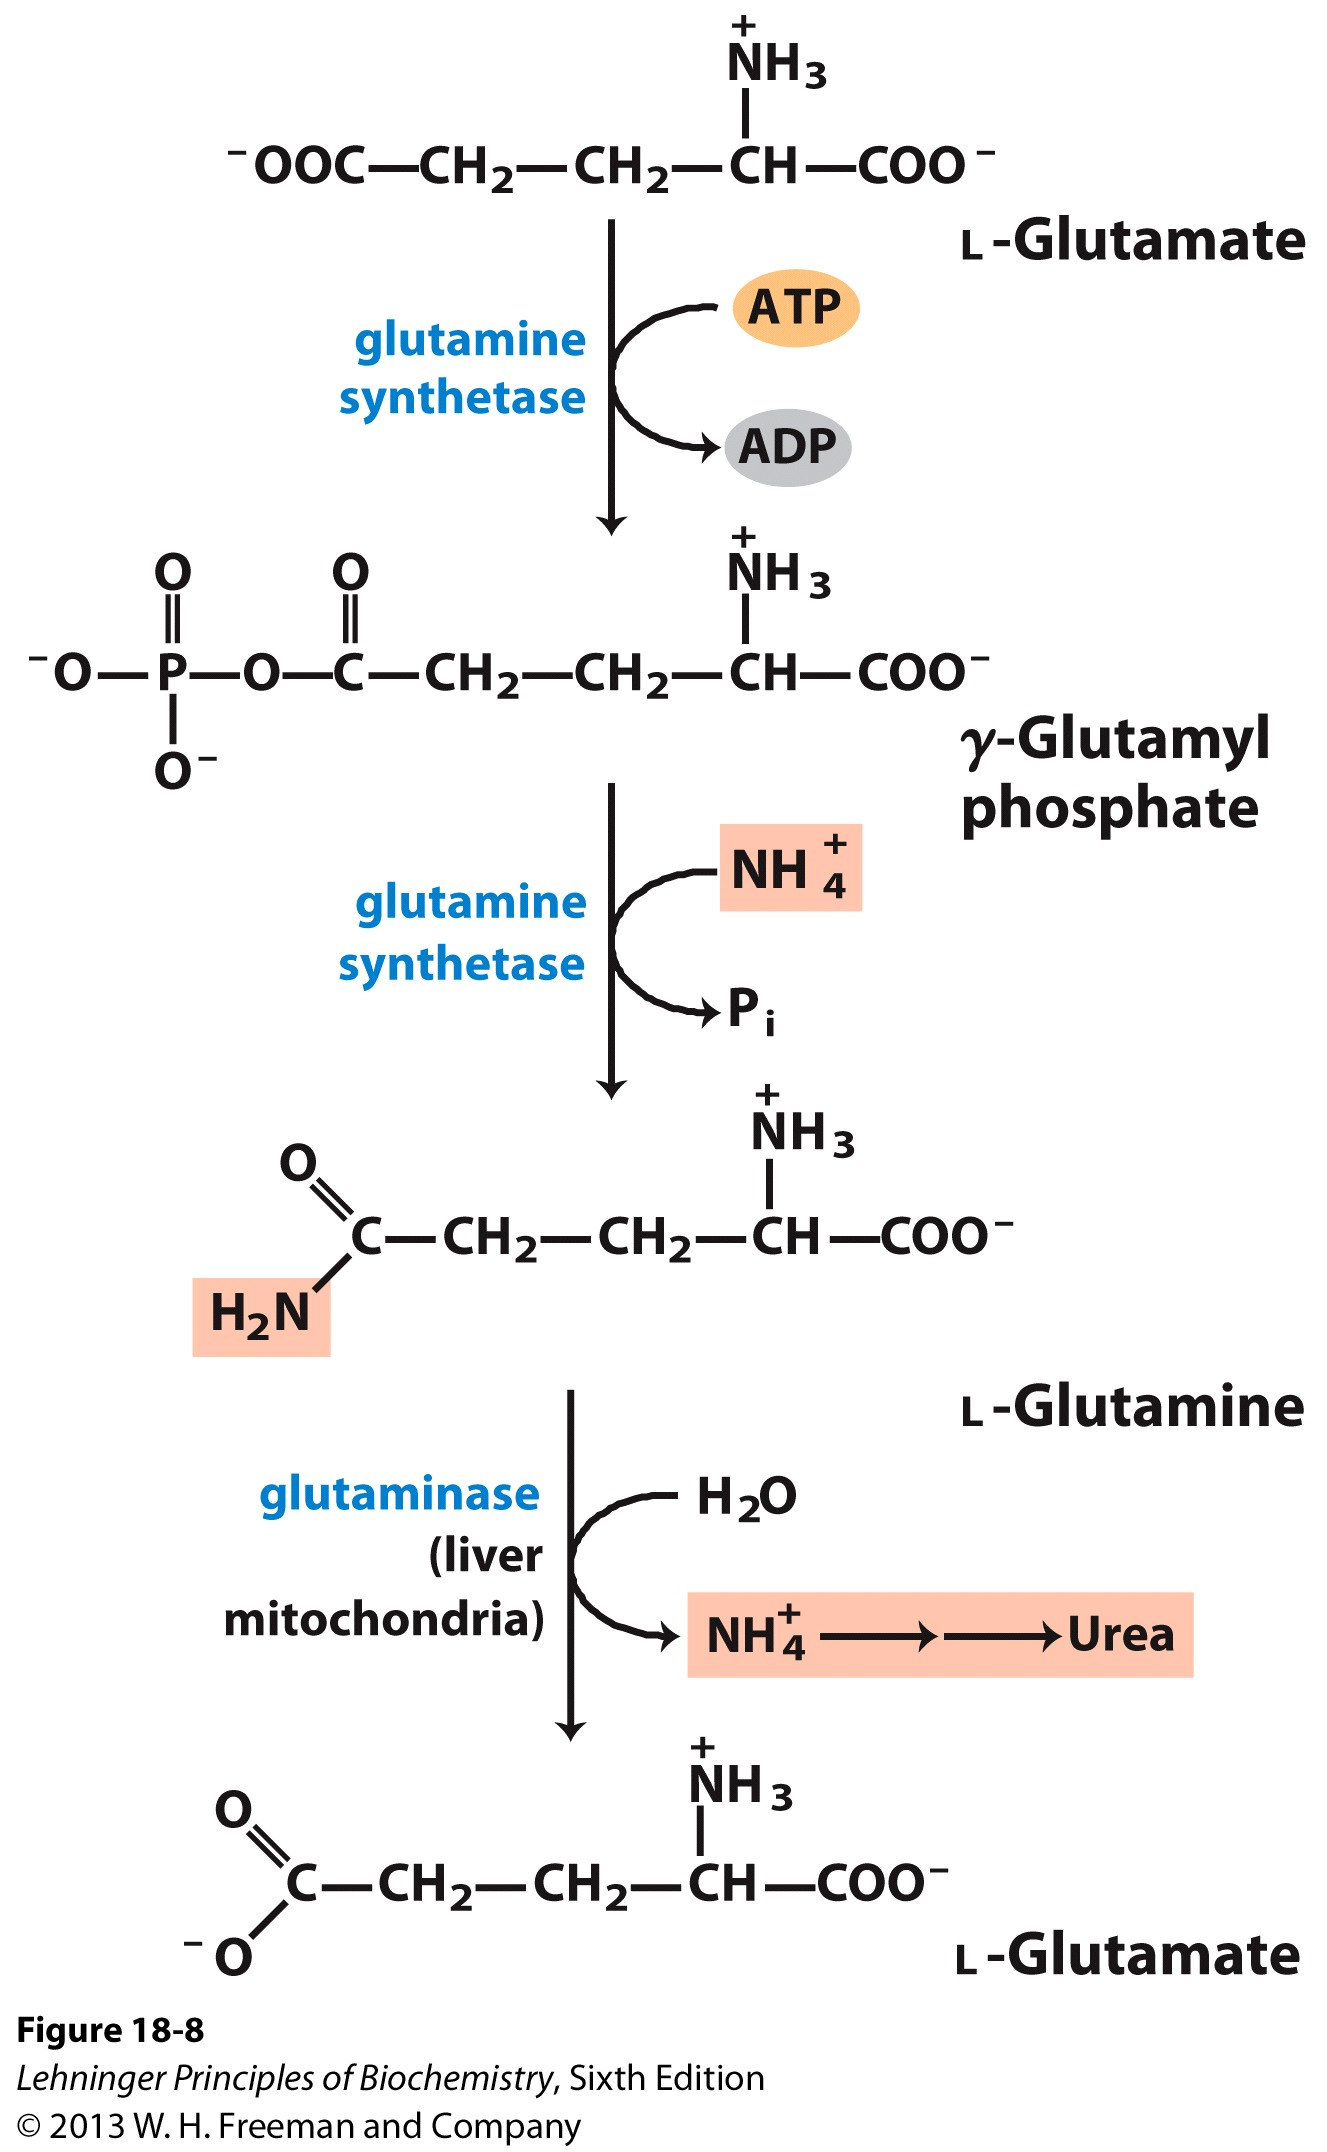 +
NH3
-OOC—CH2—CH2—CH—COO-
L-Glutamate
ATP
glutamine
synthetase
ADP
+
O O NH3
-O—P—O—C—CH2—CH2—CH—COO-
O-
γ-Glutamyl
phosphate
NH4+
glutamine
synthetase
Pi
+
NH3
O
C—CH2—CH2—CH—COO-
H2N
L-Glutamine
glutaminase
H2O
(liver
mitochondria)
NH4+ → → Urea
+
NH3
O
C—CH2—CH2—CH—COO-
-O
L-Glutamate
Figure 18-8
Lehninger Principles of Biochemistry, Sixth Edition
© 2013 W. H. Freeman and Company